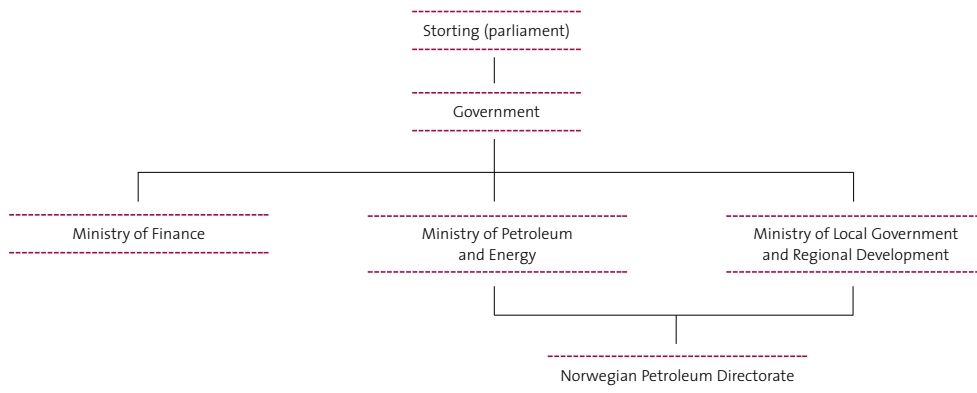 Storting (parliament)
Government
Ministry of Finance
Ministry of Petroleum
and Energy
Ministry of Local Government
and Regional Development
Norwegian Petroleum Directorate